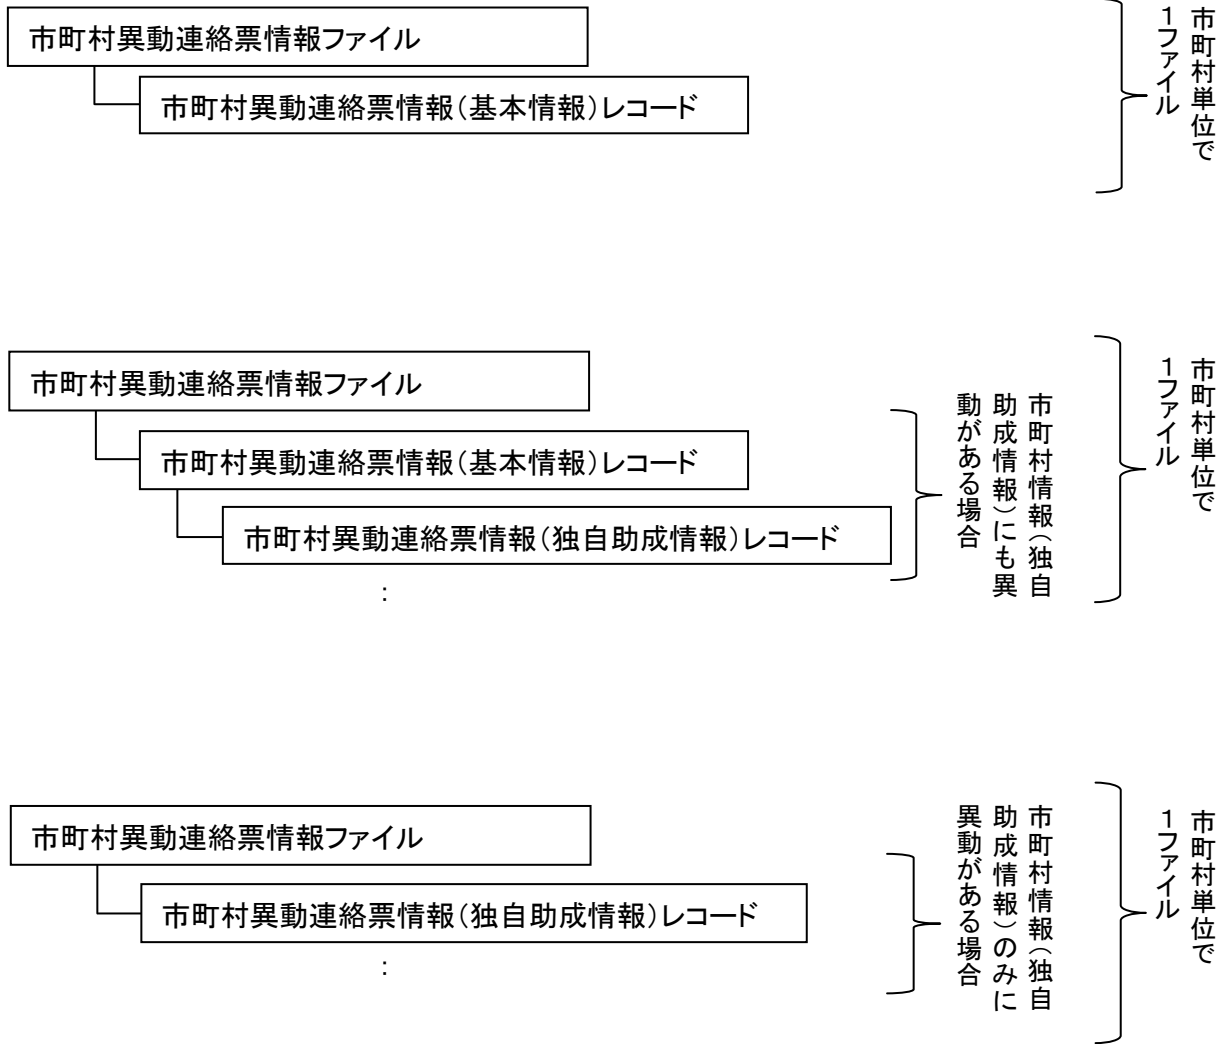 市町村異動連絡票情報ファイル
市町村異動連絡票情報(基本情報)レコード
市町村単位で
1ファイル
市町村異動連絡票情報ファイル
市町村異動連絡票情報(基本情報)レコード
市町村異動連絡票情報(独自助成情報)レコード
:
市町村情報(独自
助成情報)にも異
動がある場合
市町村単位で
1ファイル
市町村異動連絡票情報ファイル
市町村異動連絡票情報(独自助成情報)レコード
:
市町村情報(独自
助成情報)のみに
異動がある場合
市町村単位で
1ファイル